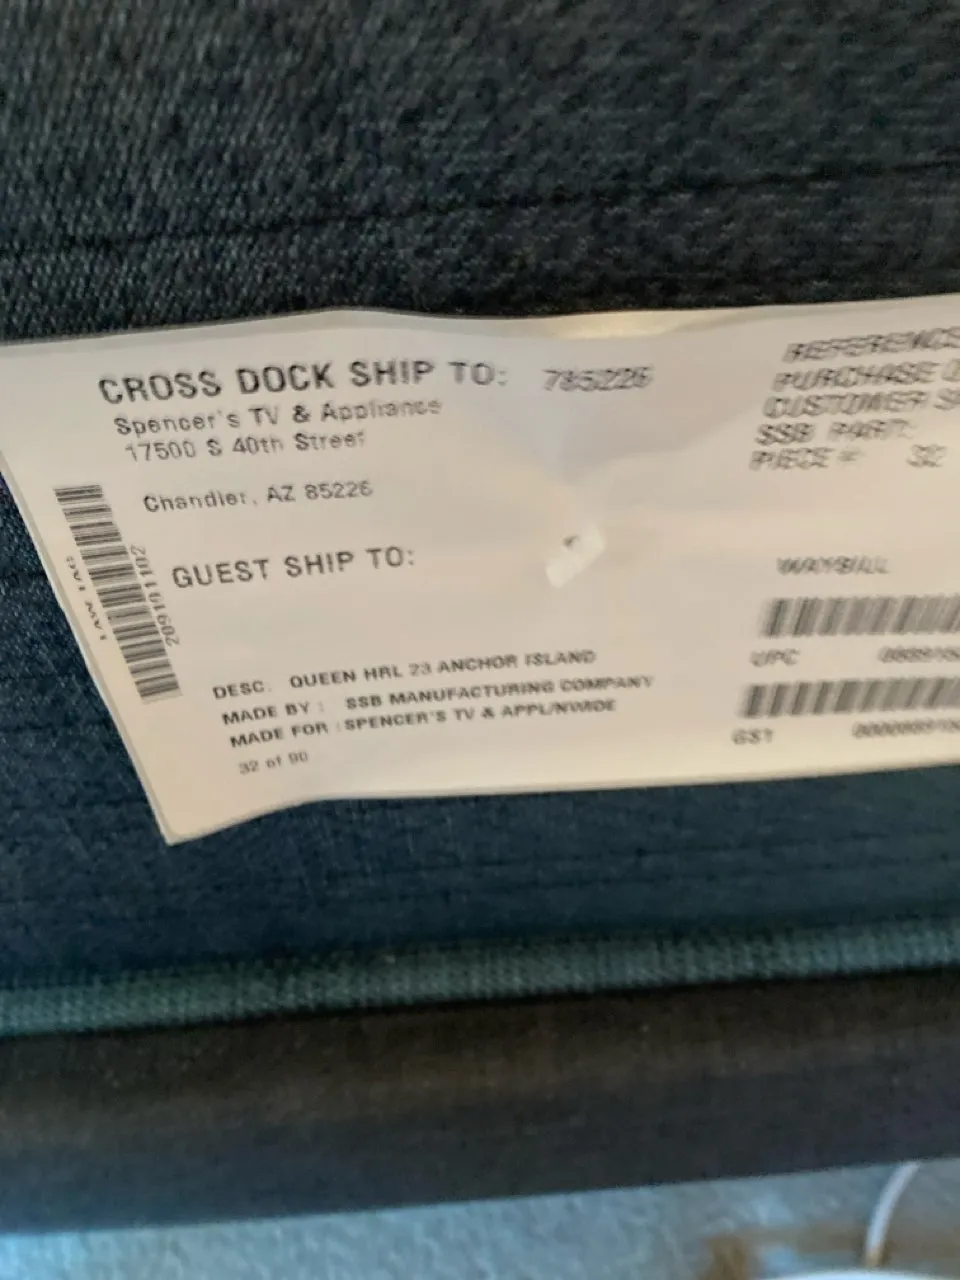 CROSS DOCK SHIP TO: 785226
Spencer's TV & Appliance
17500 S 40th Street
Chandler, AZ 85226
GUEST SHIP TO:
DESC. QUEEN HRL 23 ANCHOR ISLAND
MADE BY : SSB MANUFACTURING COMPANY
MADE FOR : SPENCER'S TV & APPL/NWIDE
32 of 90
LAW TAG
209191102
REFERENCE
PURCHASE
CUSTOMER
SSB PART:
PIECE #: 32
WAYBILL
UPC